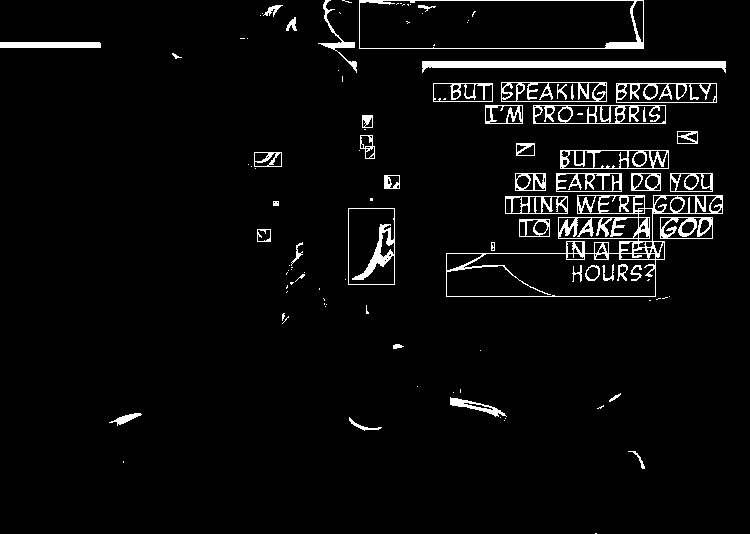 ...BUT SPEAKING BROADLY,
I'M PRO-HUBRIS.
BUT...HOW
ON EARTH DO YOU
THINK WE'RE GOING
TO MAKE A GOD
IN A FEW
HOURS?